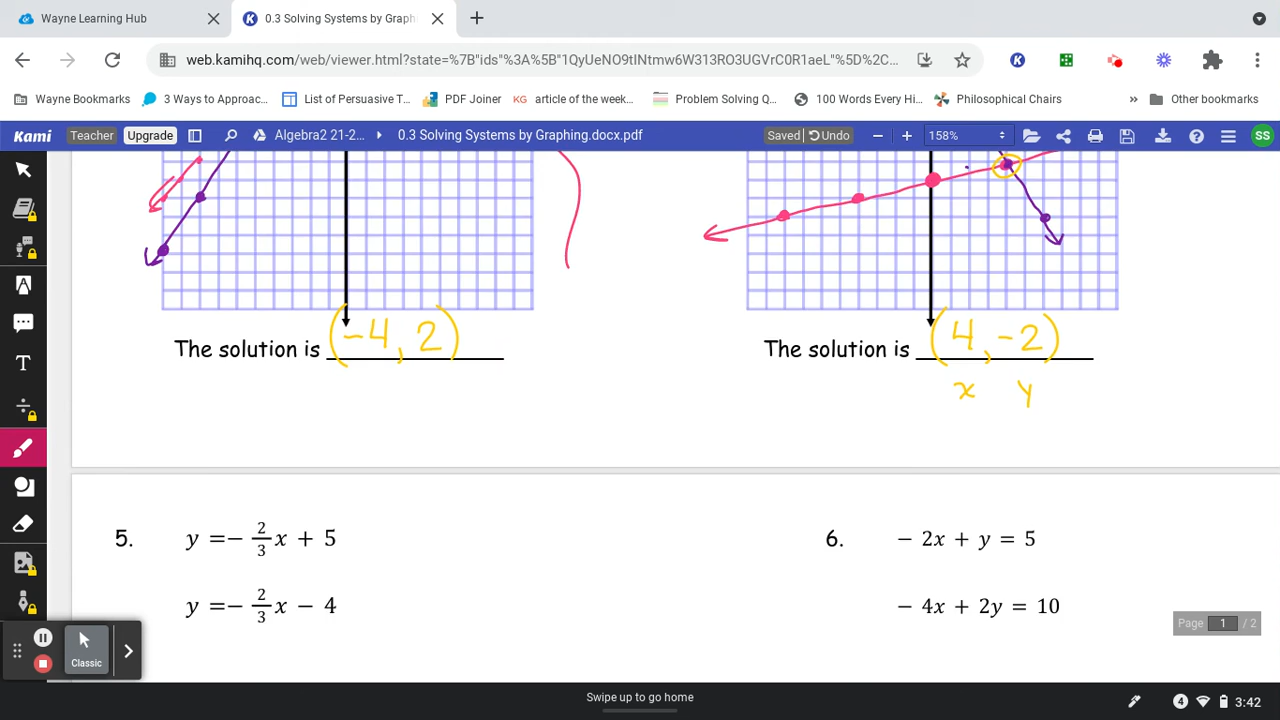 Wayne Learning Hub
0.3 Solving Systems by Graph
web.kamihq.com/web/viewer.html?state=%7B"ids"%3A%5B"1QyUeNO9tINtmw6W313RO3UGVrC0R1aeL"%5D%2C...
Wayne Bookmarks
3 Ways to Approac...
List of Persuasive T...
PDF Joiner
KG article of the week...
Problem Solving Q...
100 Words Every Hi...
Philosophical Chairs
»
Other bookmarks
Kami Teacher Upgrade
Algebra2 21-2...
0.3 Solving Systems by Graphing.docx.pdf
Saved Undo
158%
SS
The solution is (-4, 2)
The solution is (4, -2)
x y
5. y =− 2/3 x + 5
y =− 2/3 x − 4
6. − 2x + y = 5
− 4x + 2y = 10
Page 1 / 2
Classic
Swipe up to go home
4 3:42